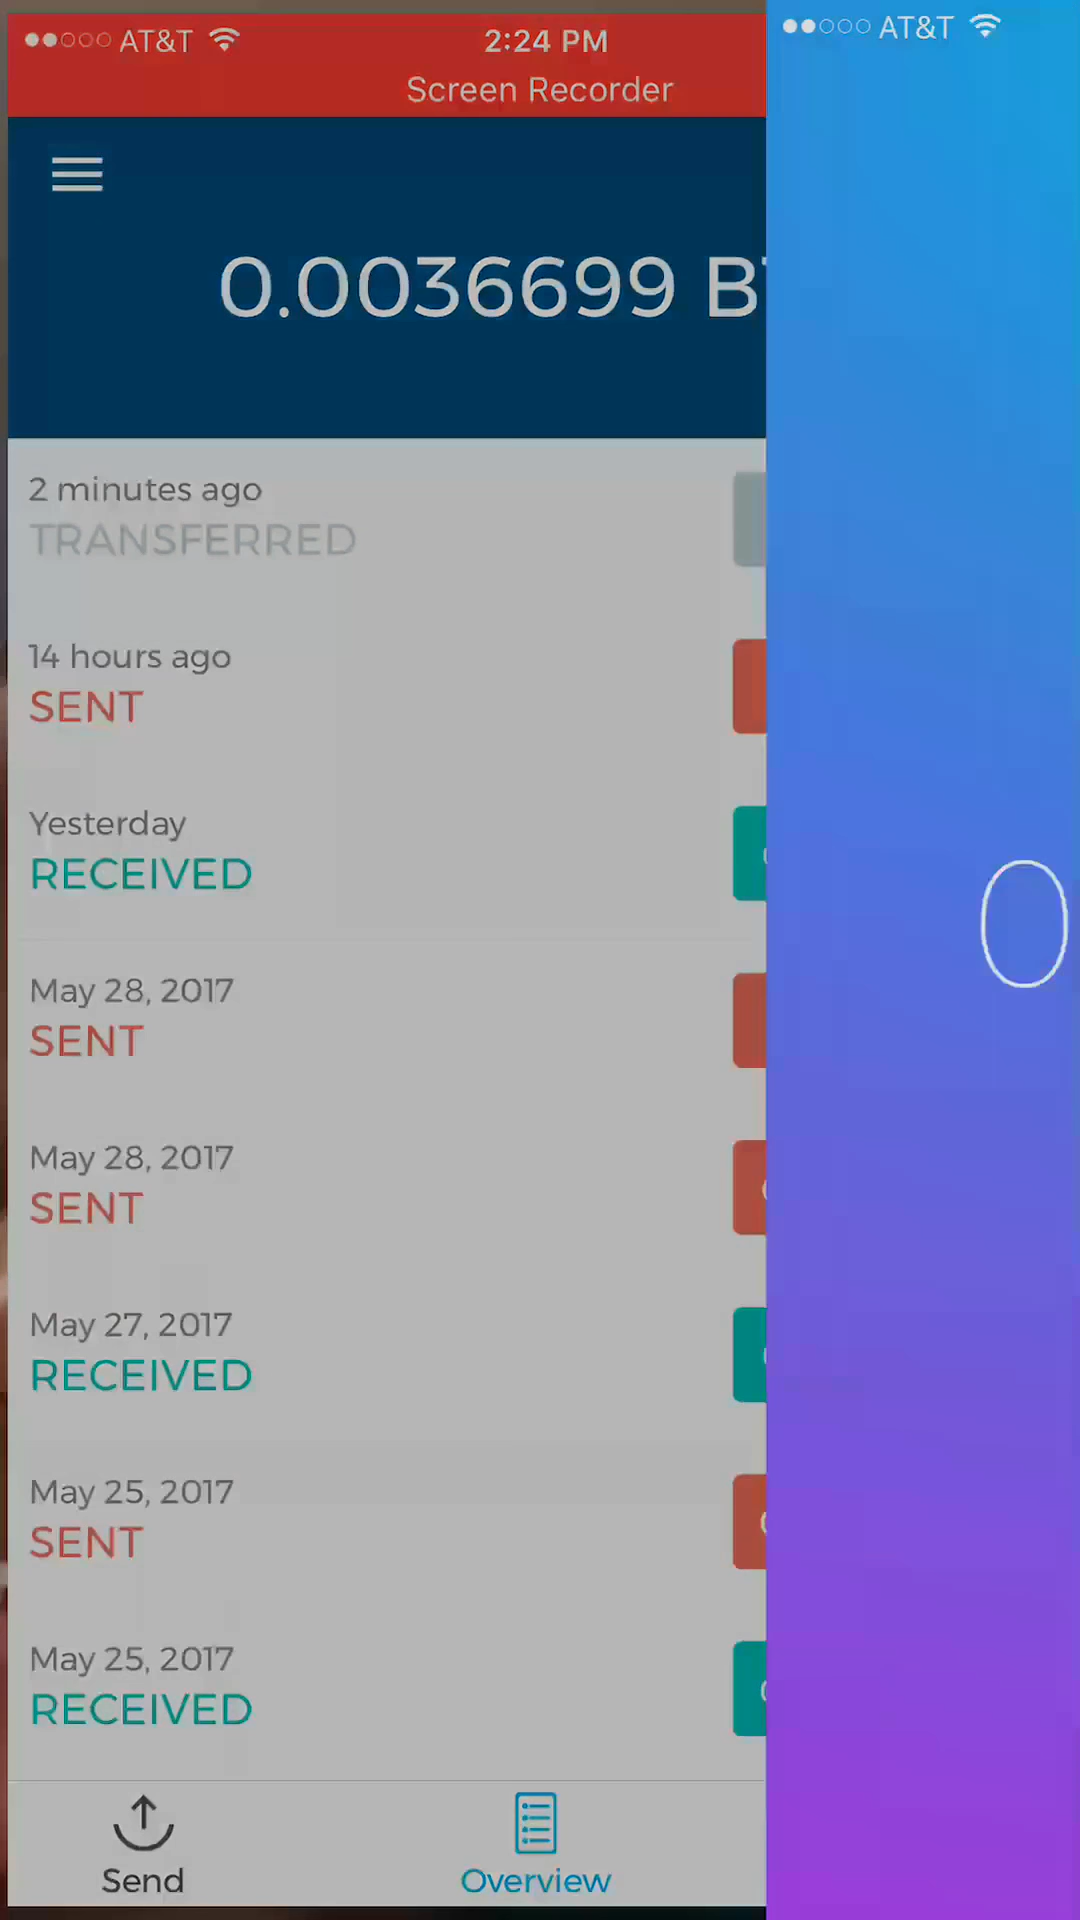 AT&T 2:24 PM
Screen Recorder
0.0036699
2 minutes ago
TRANSFERRED
14 hours ago
SENT
Yesterday
RECEIVED
May 28, 2017
SENT
May 28, 2017
SENT
May 27, 2017
RECEIVED
May 25, 2017
SENT
May 25, 2017
RECEIVED
Send
Overview
AT&T
0